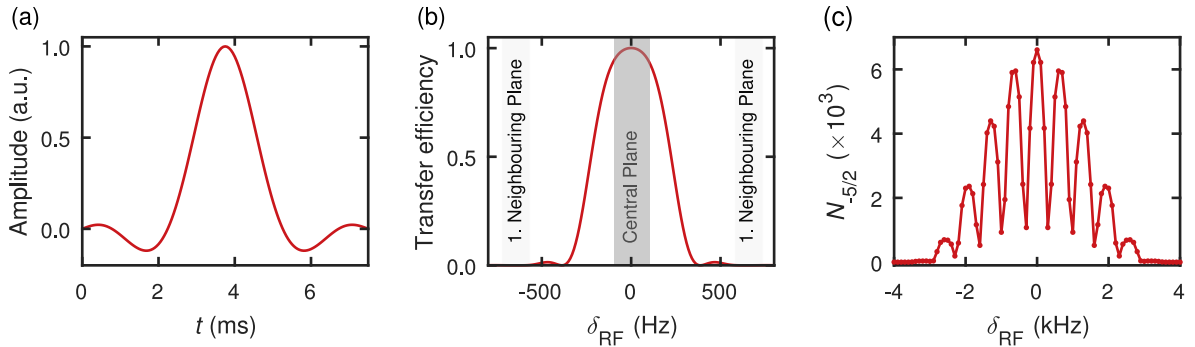 (a)
Amplitude (a.u.)
1.0
0.5
0.0
0
2
4
6
t (ms)
(b)
Transfer efficiency
1.0
0.5
1.0
1. Neighbouring Plane
Central Plane
1. Neighbouring Plane
-500
0
500
δRF (Hz)
(c)
N-5/2 (×10³)
6
4
2
0
-4
-2
0
2
4
δRF (kHz)